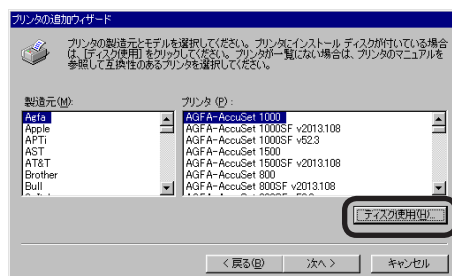 プリンタの追加ウィザード
プリンタの製造元とモデルを選択してください。プリンタにインストール ディスクが付いている場合
は、[ディスク使用] をクリックしてください。プリンタが一覧にない場合は、プリンタのマニュアルを
参照して互換性のあるプリンタを選択してください。
製造元(M):
プリンタ (P) :
Agfa
Apple
APTi
AST
AT&T
Brother
Bull
AGFA-AccuSet 1000
AGFA-AccuSet 1000SF v2013.108
AGFA-AccuSet 1000SF v52.3
AGFA-AccuSet 1500
AGFA-AccuSet 1500SF v2013.108
AGFA-AccuSet 800
AGFA-AccuSet 800SF v2013.108
ディスク使用(H)...
< 戻る(B)
次へ >
キャンセル